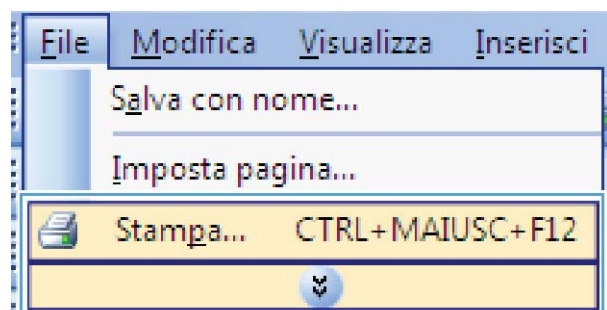 File Modifica Visualizza Inserisci
Salva con nome...
Imposta pagina...
Stampa... CTRL+MAIUSC+F12